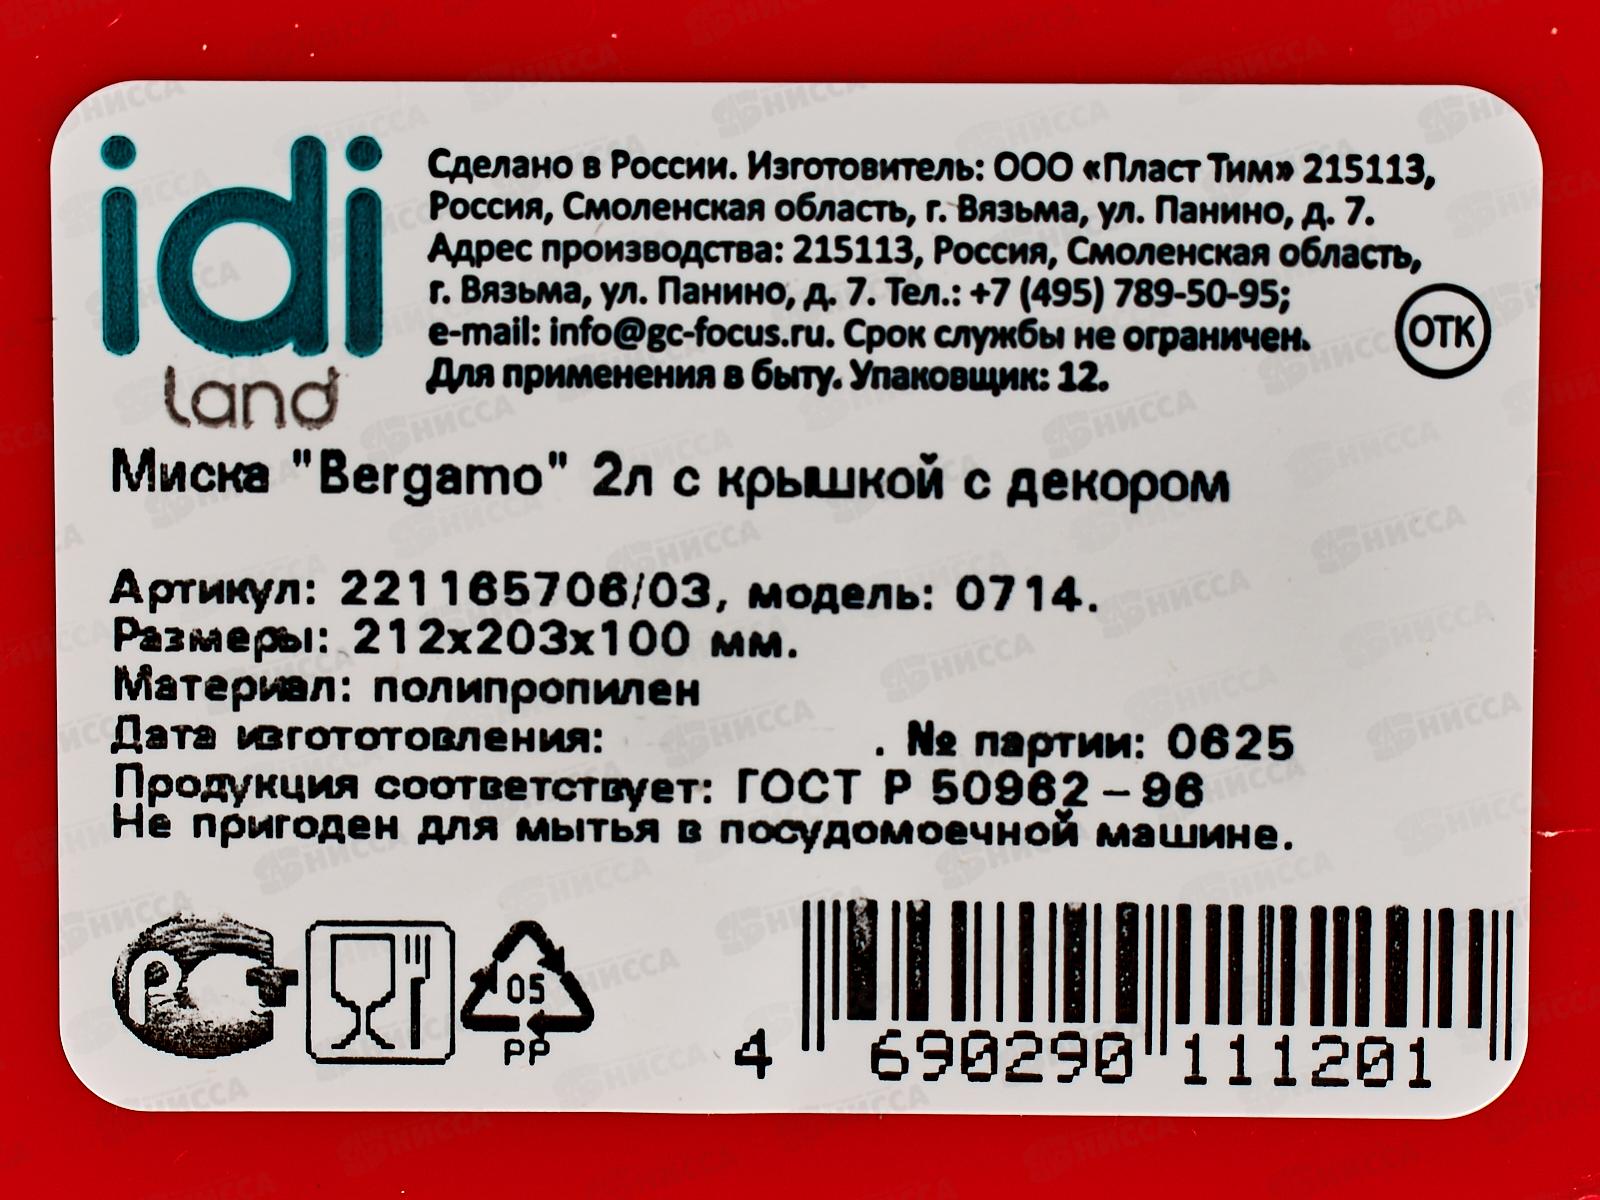 idi
land
Сделано в России. Изготовитель: ООО «Пласт Тим» 215113,
Россия, Смоленская область, г. Вязьма, ул. Панино, д. 7.
Адрес производства: 215113, Россия, Смоленская область,
г. Вязьма, ул. Панино, д. 7. Тел.: +7 (495) 789-50-95;
e-mail: info@gc-focus.ru. Срок службы не ограничен.
Для применения в быту. Упаковщик: 12.
ОТК
Миска "Bergamo" 2л с крышкой с декором
Артикул: 221165706/03, модель: 0714.
Размеры: 212х203х100 мм.
Материал: полипропилен
Дата изгототовления: . № партии: 0625
Продукция соответствует: ГОСТ Р 50962 – 96
Не пригоден для мытья в посудомоечной машине.
РСТ
05
PP
4 690290 111201
НИССА